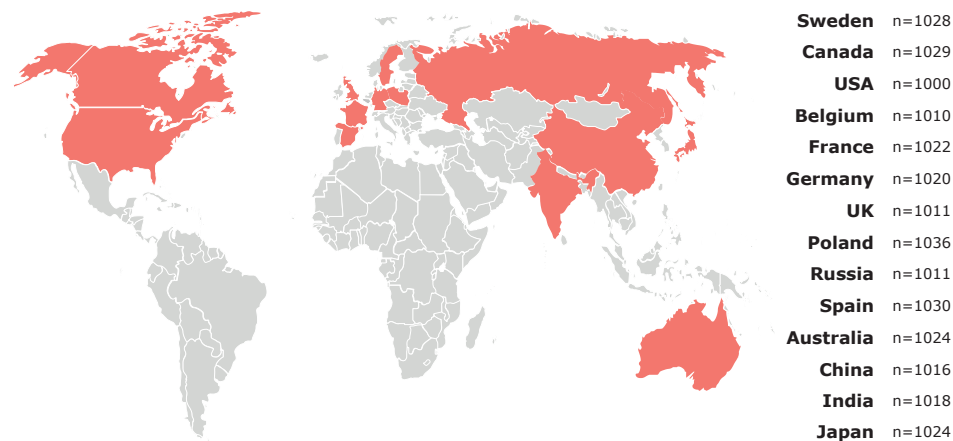 Sweden n=1028
Canada n=1029
USA n=1000
Belgium n=1010
France n=1022
Germany n=1020
UK n=1011
Poland n=1036
Russia n=1011
Spain n=1030
Australia n=1024
China n=1016
India n=1018
Japan n=1024